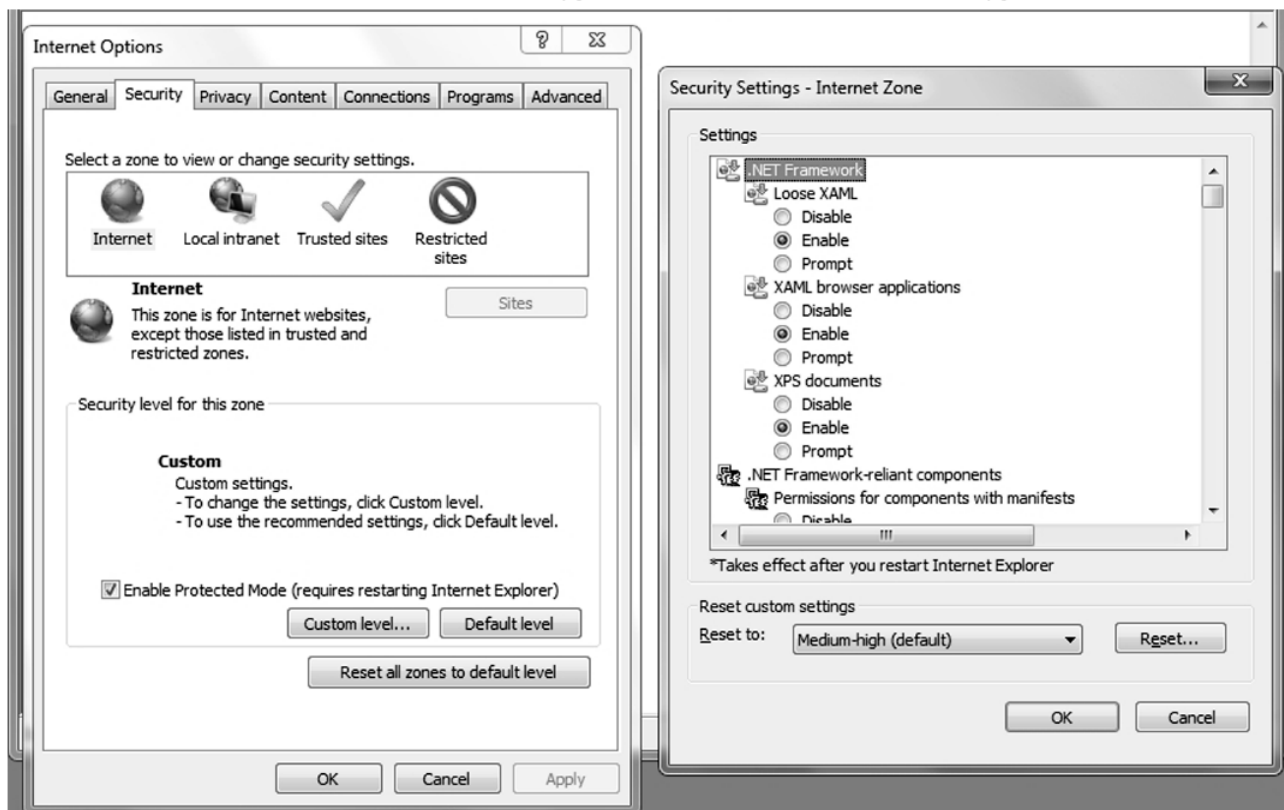 Internet Options
General Security Privacy Content Connections Programs Advanced
Select a zone to view or change security settings.
Internet Local intranet Trusted sites Restricted
sites
Internet
This zone is for Internet websites,
except those listed in trusted and
restricted zones.
Sites
Security level for this zone
Custom
Custom settings.
- To change the settings, click Custom level.
- To use the recommended settings, click Default level.
Enable Protected Mode (requires restarting Internet Explorer)
Custom level... Default level
Reset all zones to default level
OK Cancel Apply
Security Settings - Internet Zone
Settings
.NET Framework
Loose XAML
Disable
Enable
Prompt
XAML browser applications
Disable
Enable
Prompt
XPS documents
Disable
Enable
Prompt
.NET Framework-reliant components
Permissions for components with manifests
Disable
*Takes effect after you restart Internet Explorer
Reset custom settings
Reset to: Medium-high (default) Reset...
OK Cancel